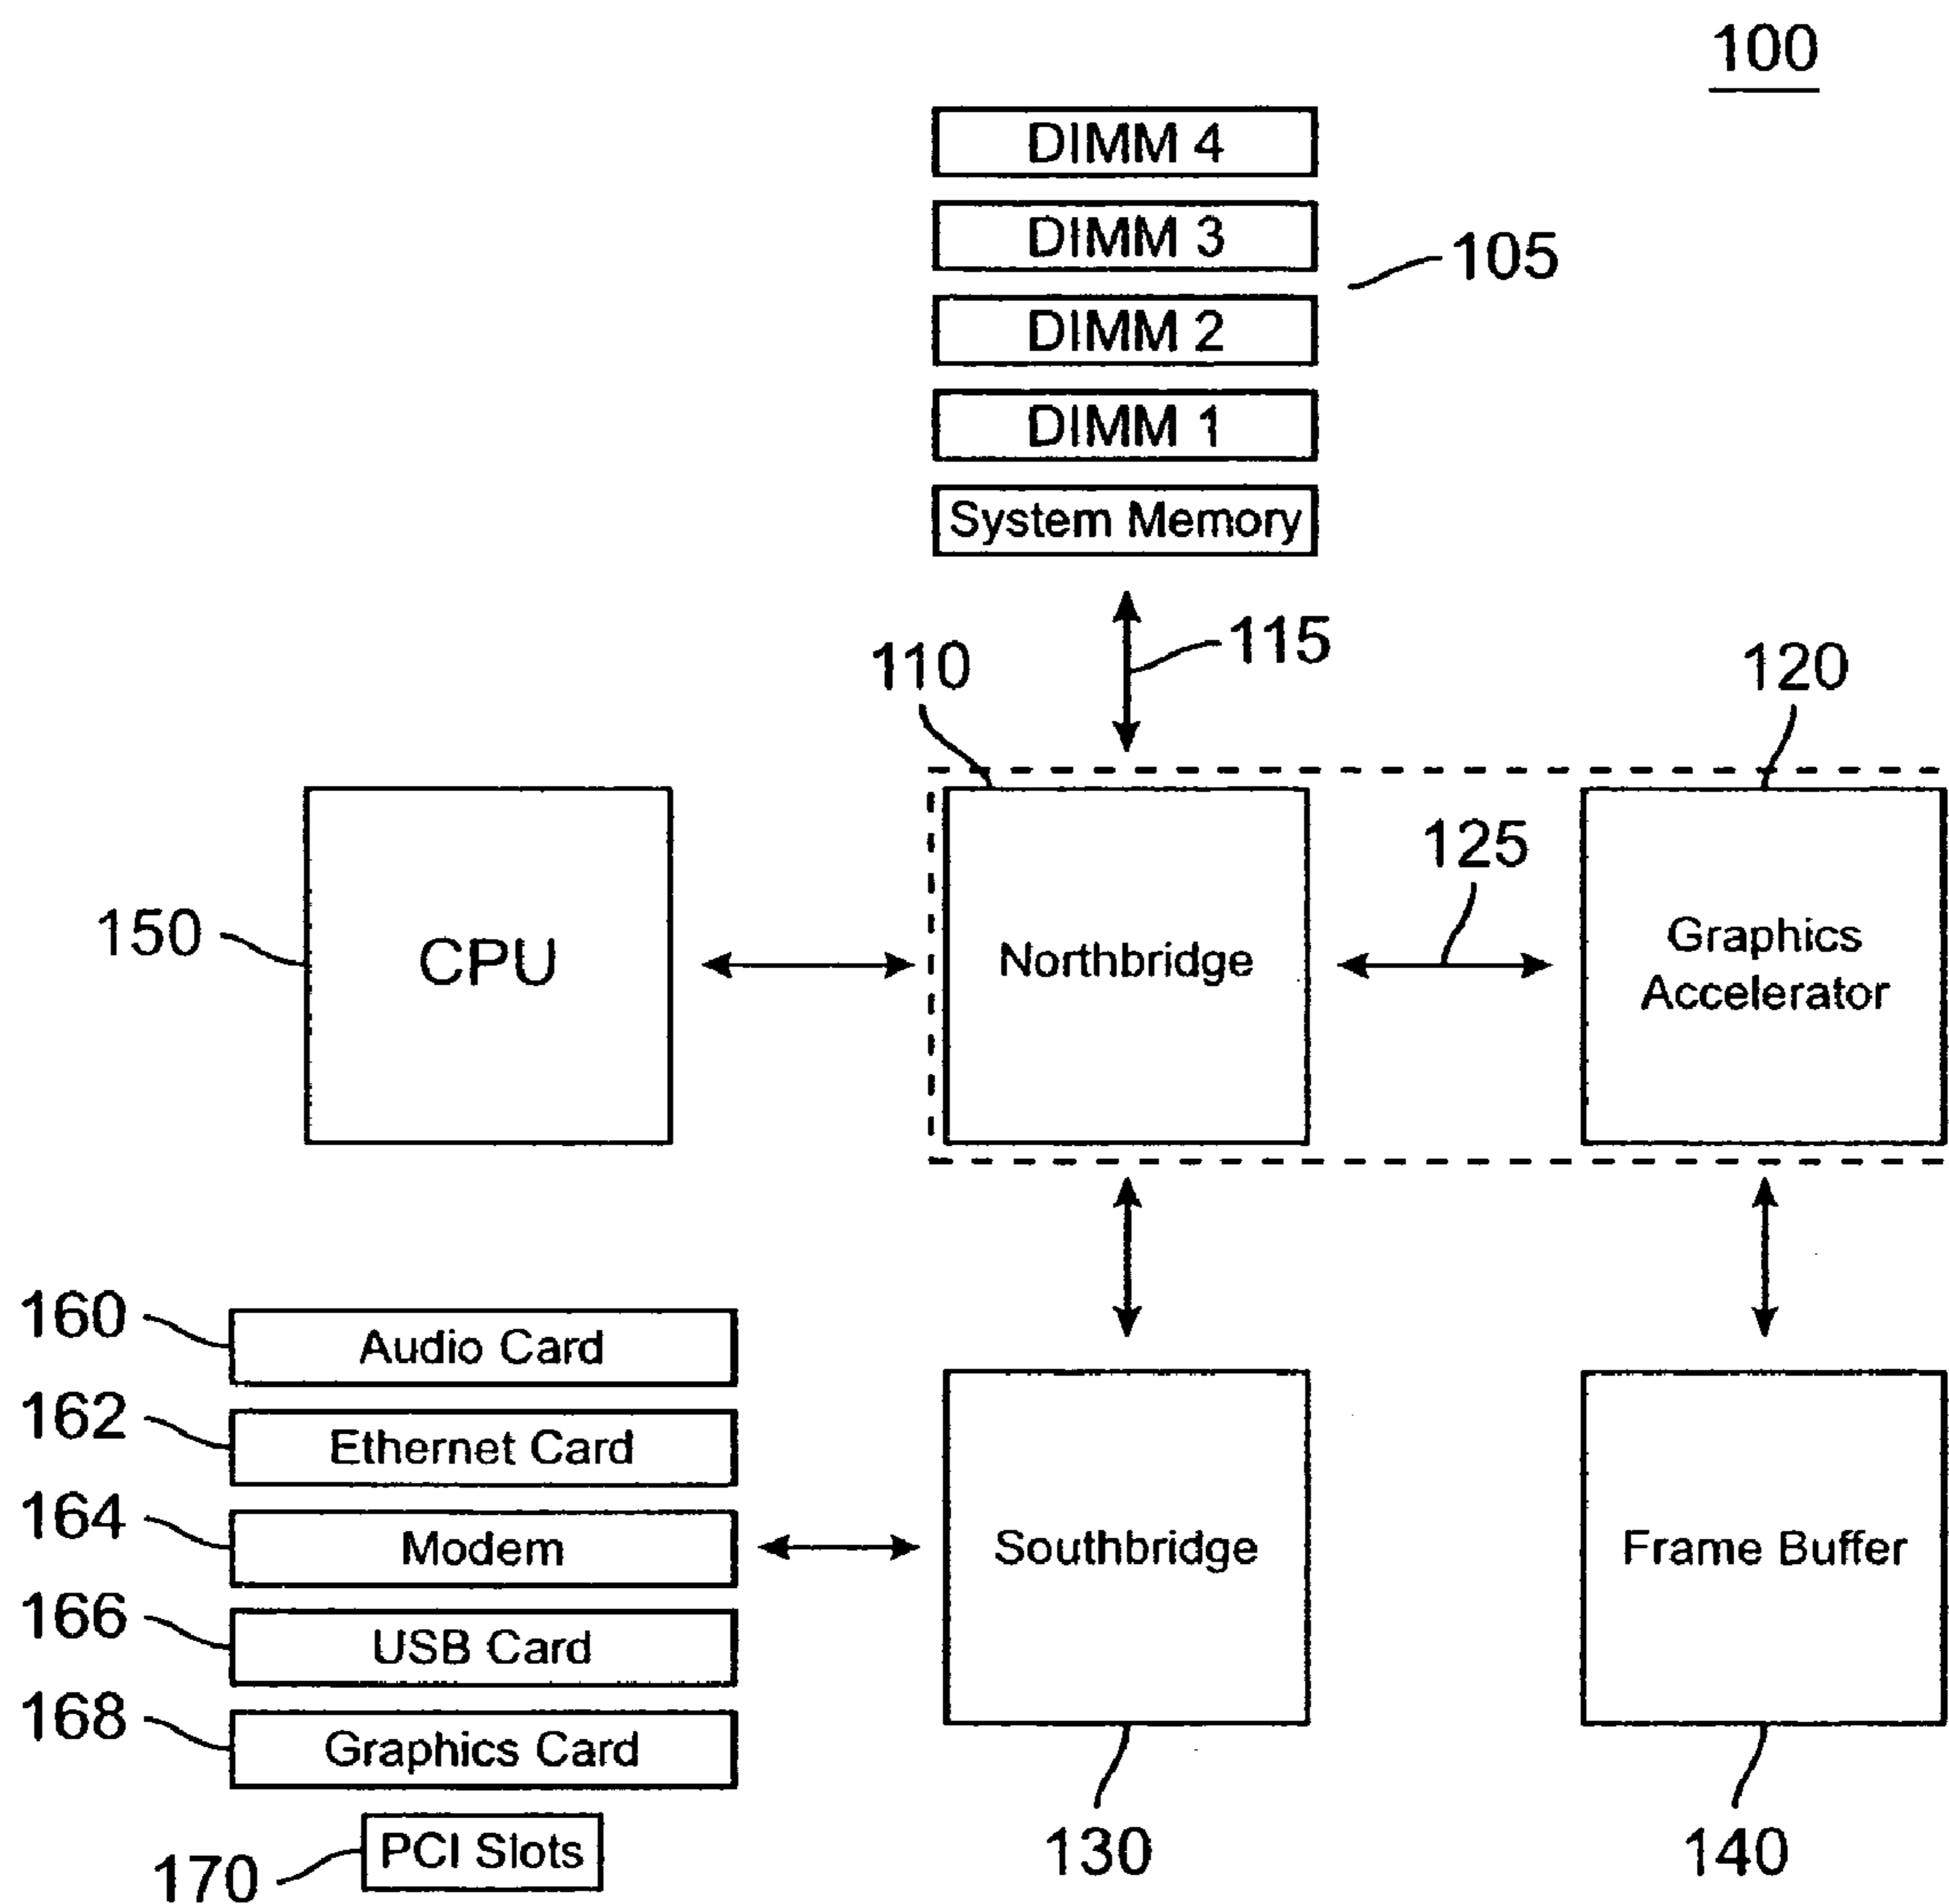 100
DIMM 4
DIMM 3
105
DIMM 2
DIMM 1
System Memory
115
110
120
125
150
CPU
Northbridge
Graphics
Accelerator
160
Audio Card
162
Ethernet Card
164
Modem
Southbridge
Frame Buffer
166
USB Card
168
Graphics Card
130
140
170
PCI Slots